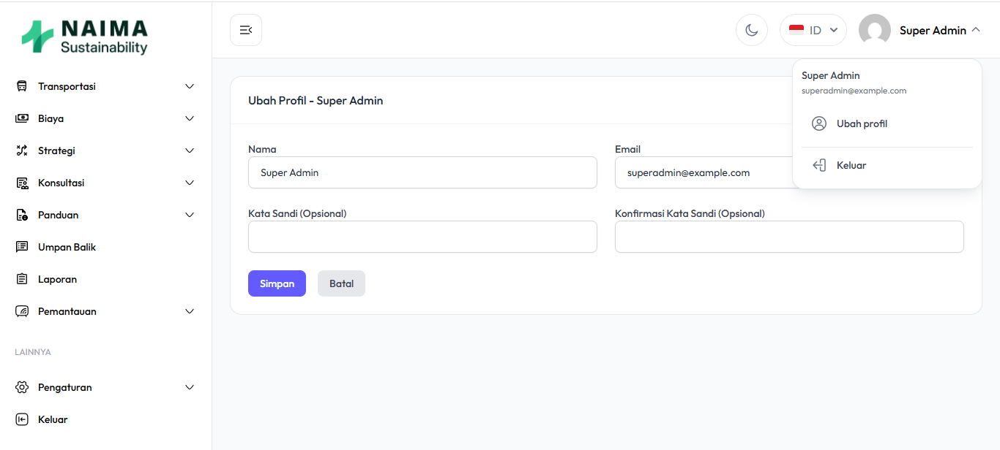 NAIMA
Sustainability
Transportasi
Biaya
Strategi
Konsultasi
Panduan
Umpan Balik
Laporan
Pemantauan
LAINNYA
Pengaturan
Keluar
ID
Super Admin
Super Admin
superadmin@example.com
Ubah profil
Keluar
Ubah Profil - Super Admin
Nama
Email
Super Admin
superadmin@example.com
Kata Sandi (Opsional)
Konfirmasi Kata Sandi (Opsional)
Simpan
Batal